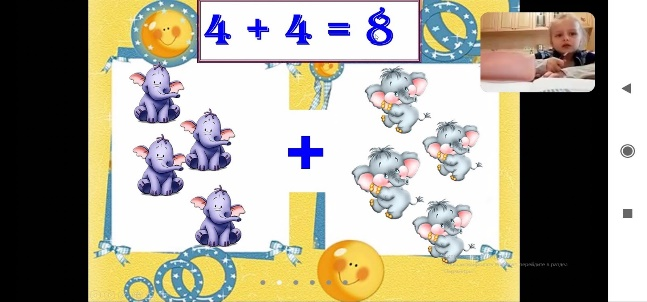 4 + 4 = 8
+